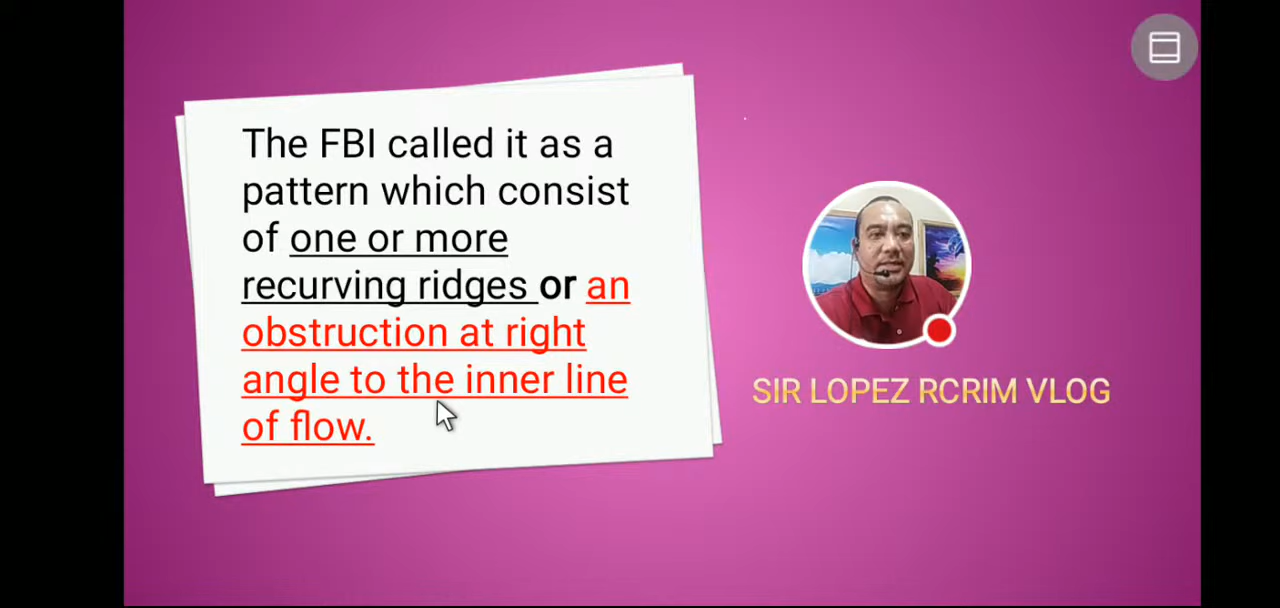 The FBI called it as a
pattern which consist
of one or more
recurving ridges or an
obstruction at right
angle to the inner line
of flow.
SIR LOPEZ RCRIM VLOG